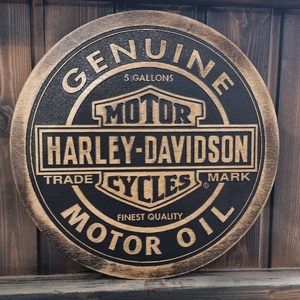 GENUINE
5 GALLONS
MOTOR
HARLEY-DAVIDSON
TRADE MARK
CYCLES ®
FINEST QUALITY
MOTOR OIL